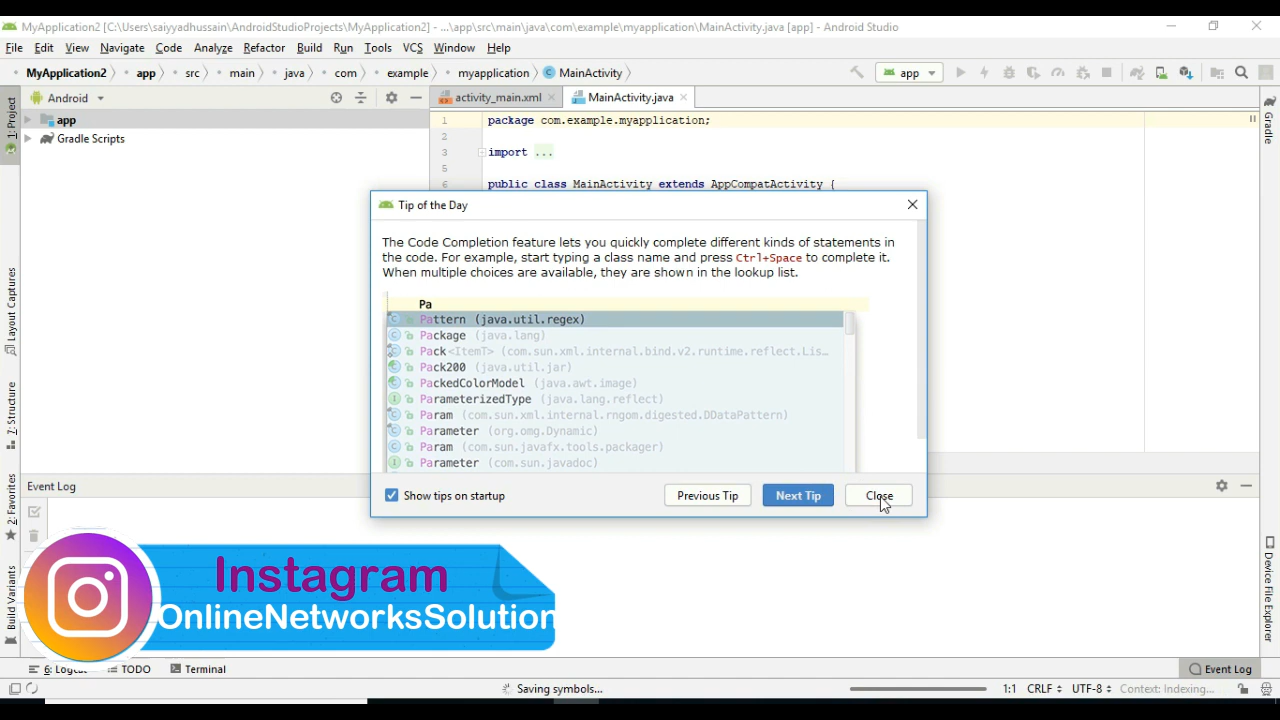 MyApplication2 [C:\Users\saiyyadhussain\AndroidStudioProjects\MyApplication2] - ...\app\src\main\java\com\example\myapplication\MainActivity.java [app] - Android Studio
File Edit View Navigate Code Analyze Refactor Build Run Tools VCS Window Help
MyApplication2 app src main java com example myapplication MainActivity
app
1: Project
Android
activity_main.xml
MainActivity.java
Gradle
app
Gradle Scripts
1 package com.example.myapplication;
2
3 import ...
5
6 public class MainActivity extends AppCompatActivity {
Tip of the Day
The Code Completion feature lets you quickly complete different kinds of statements in
the code. For example, start typing a class name and press Ctrl+Space to complete it.
When multiple choices are available, they are shown in the lookup list.
Pa
Pattern (java.util.regex)
Package (java.lang)
Pack<ItemT> (com.sun.xml.internal.bind.v2.runtime.reflect.Lis...
Pack200 (java.util.jar)
PackedColorModel (java.awt.image)
ParameterizedType (java.lang.reflect)
Param (com.sun.xml.internal.rngom.digested.DDataPattern)
Parameter (org.omg.Dynamic)
Param (com.sun.javafx.tools.packager)
Parameter (com.sun.javadoc)
Show tips on startup
Previous Tip
Next Tip
Close
Layout Captures
Z: Structure
2: Favorites
Build Variants
Event Log
Device File Explorer
Instagram
OnlineNetworksSolution
6: Logcat
TODO
Terminal
Event Log
Saving symbols...
1:1 CRLF UTF-8 Context: Indexing...